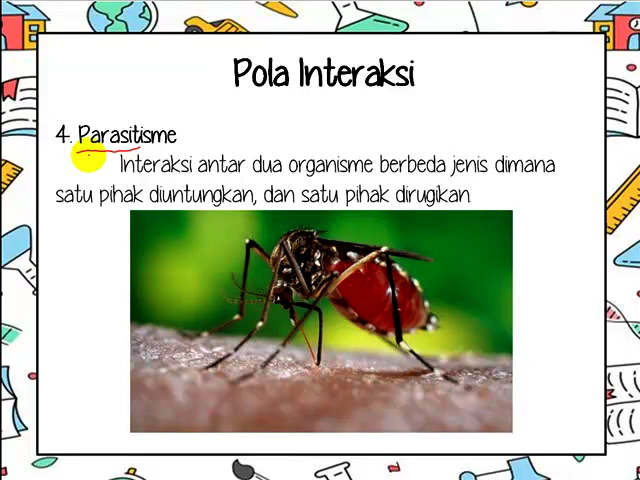 Pola Interaksi
4. Parasitisme
Interaksi antar dua organisme berbeda jenis dimana
satu pihak diuntungkan, dan satu pihak dirugikan.